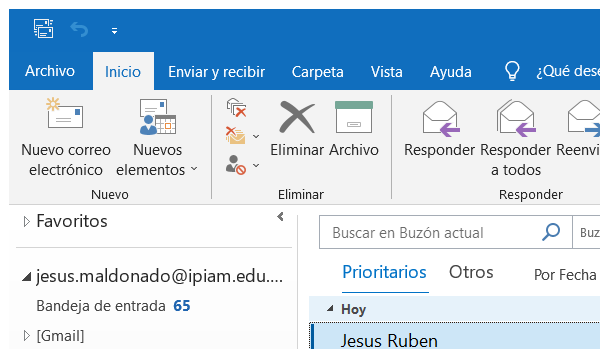 Archivo Inicio Enviar y recibir Carpeta Vista Ayuda ¿Qué dese
Nuevo correo electrónico
Nuevos elementos
Eliminar Archivo
Responder
Responder a todos
Reenvi
Nuevo Eliminar Responder
Favoritos
Buscar en Buzón actual Buz
jesus.maldonado@ipiam.edu....
Prioritarios Otros Por Fecha
Bandeja de entrada 65
Hoy
[Gmail]
Jesus Ruben